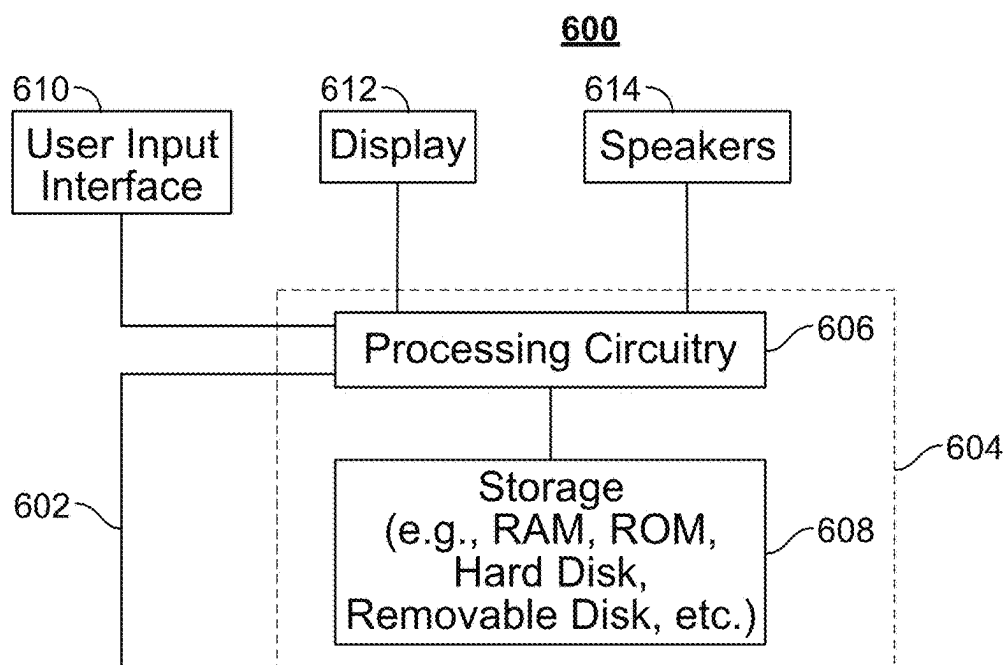 600
610
612
614
User Input
Interface
Display
Speakers
Processing Circuitry
606
604
602
Storage
(e.g., RAM, ROM,
Hard Disk,
Removable Disk, etc.)
608